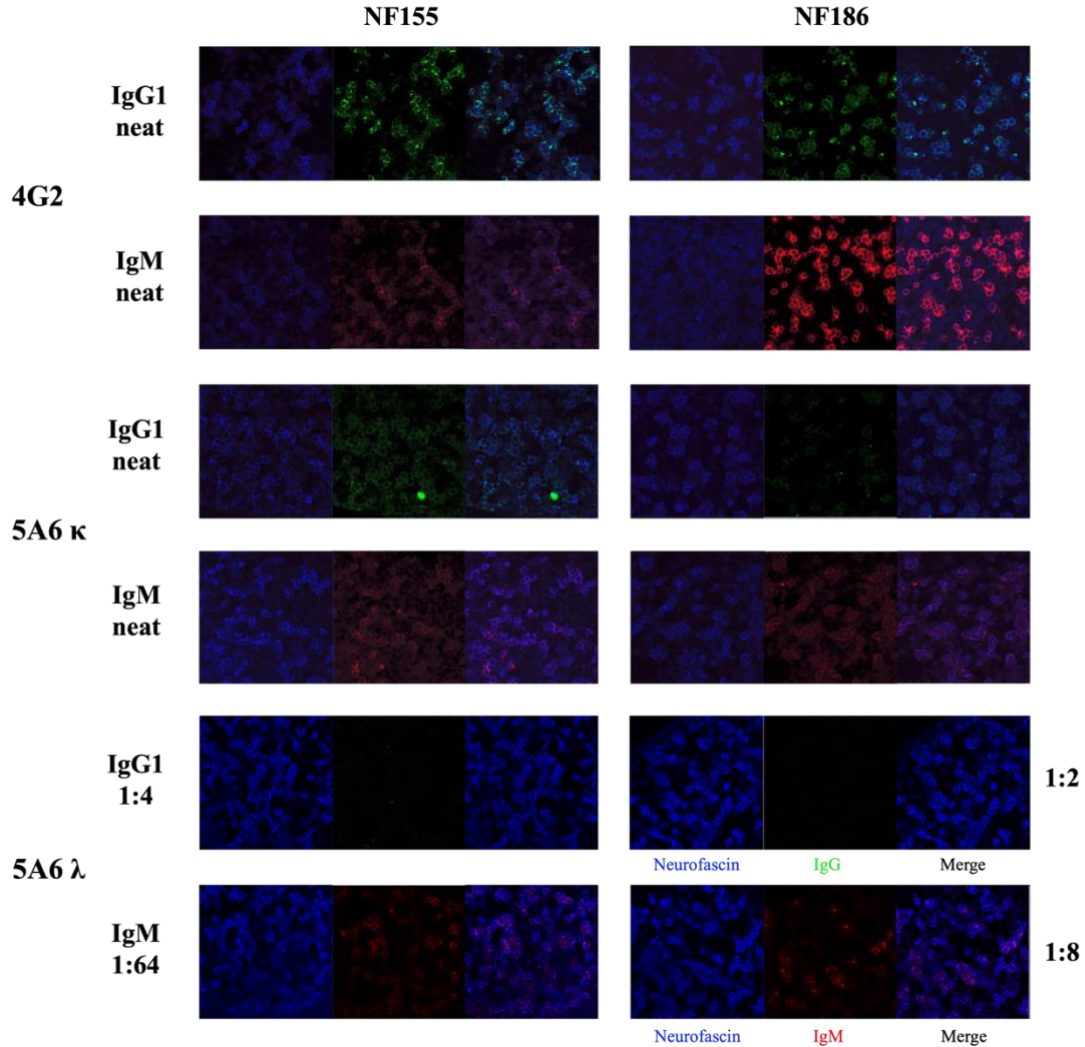 NF155 NF186
IgG1
neat
4G2
IgM
neat
IgG1
neat
5A6 κ
IgM
neat
IgG1
1:4
1:2
Neurofascin IgG Merge
5A6 λ
IgM
1:64
1:8
Neurofascin IgM Merge